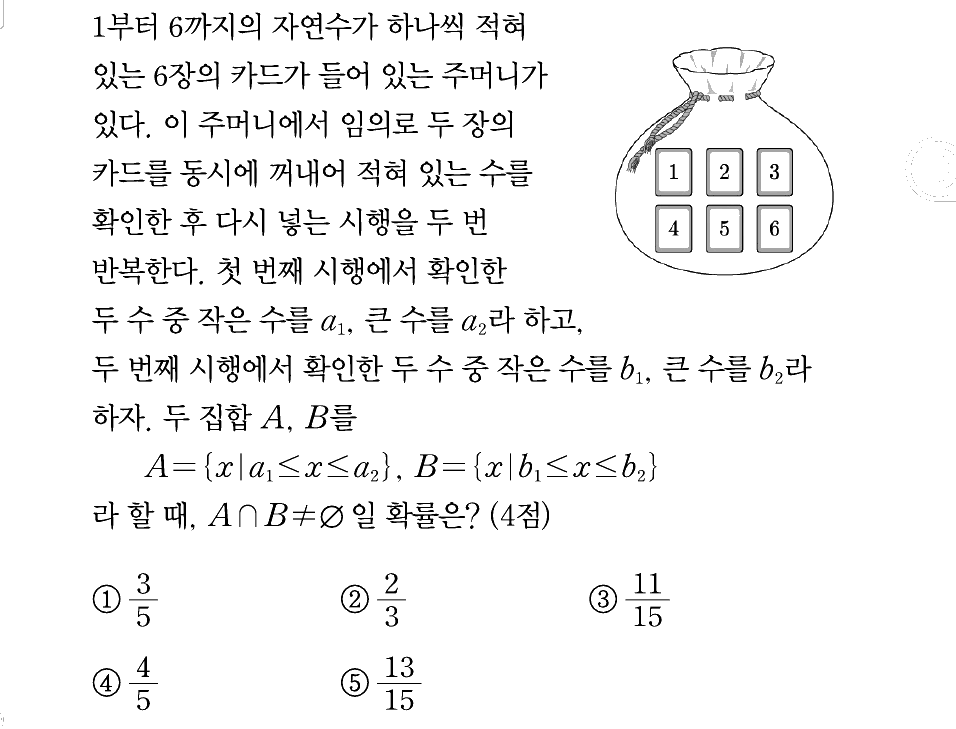 1부터 6까지의 자연수가 하나씩 적혀
있는 6장의 카드가 들어 있는 주머니가
있다. 이 주머니에서 임의로 두 장의
카드를 동시에 꺼내어 적혀 있는 수를
확인한 후 다시 넣는 시행을 두 번
반복한다. 첫 번째 시행에서 확인한
두 수 중 작은 수를 a₁, 큰 수를 a₂라 하고,
두 번째 시행에서 확인한 두 수 중 작은 수를 b₁, 큰 수를 b₂라
하자. 두 집합 A, B를
A={x|a₁≤x≤a₂}, B={x|b₁≤x≤b₂}
라 할 때, A∩B≠∅ 일 확률은? (4점)
① 3/5 ② 2/3 ③ 11/15
④ 4/5 ⑤ 13/15
1 2 3
4 5 6